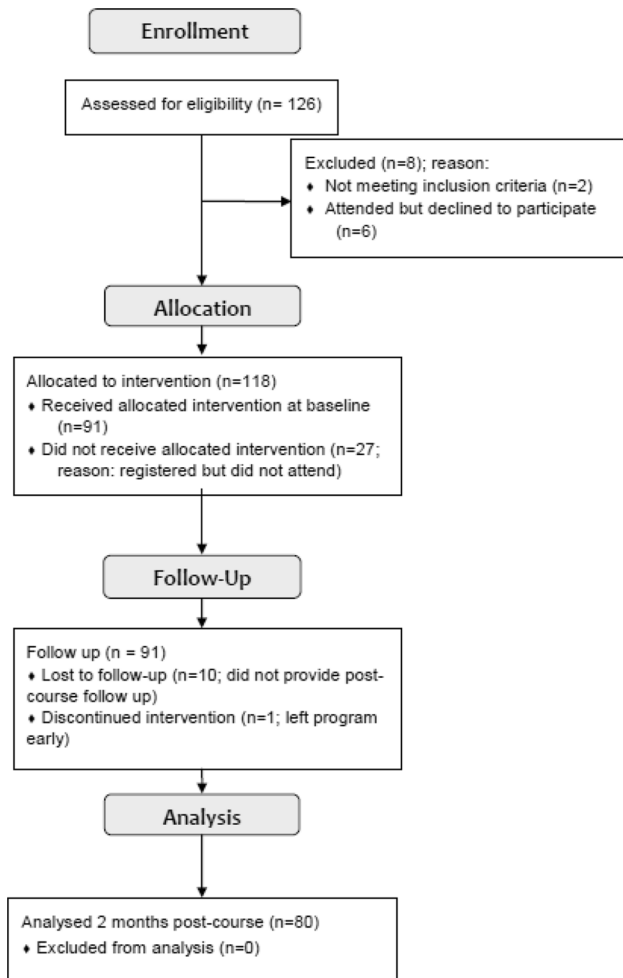 Enrollment
Assessed for eligibility (n= 126)
Excluded (n=8); reason:
♦ Not meeting inclusion criteria (n=2)
♦ Attended but declined to participate
(n=6)
Allocation
Allocated to intervention (n=118)
♦ Received allocated intervention at baseline
(n=91)
♦ Did not receive allocated intervention (n=27;
reason: registered but did not attend)
Follow-Up
Follow up (n = 91)
♦ Lost to follow-up (n=10; did not provide post-
course follow up)
♦ Discontinued intervention (n=1; left program
early)
Analysis
Analysed 2 months post-course (n=80)
♦ Excluded from analysis (n=0)